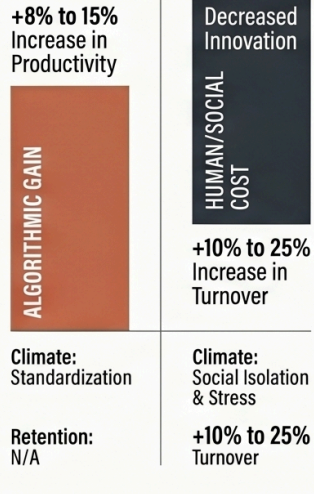 +8% to 15%
Increase in
Productivity
ALGORITHMIC GAIN
Climate:
Standardization
Retention:
N/A
Decreased
Innovation
HUMAN/SOCIAL
COST
+10% to 25%
Increase in
Turnover
Climate:
Social Isolation
& Stress
+10% to 25%
Turnover